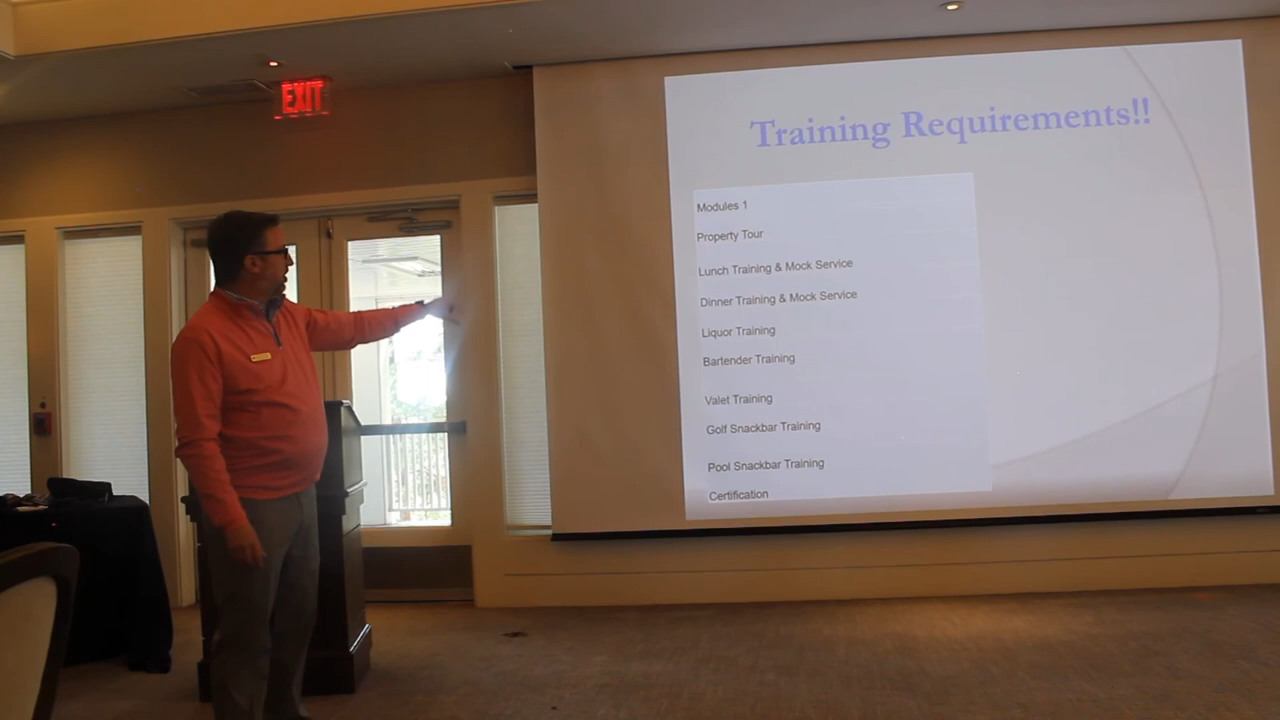 EXIT
Training Requirements!!
Modules 1
Property Tour
Lunch Training & Mock Service
Dinner Training & Mock Service
Liquor Training
Bartender Training
Valet Training
Golf Snackbar Training
Pool Snackbar Training
Certification